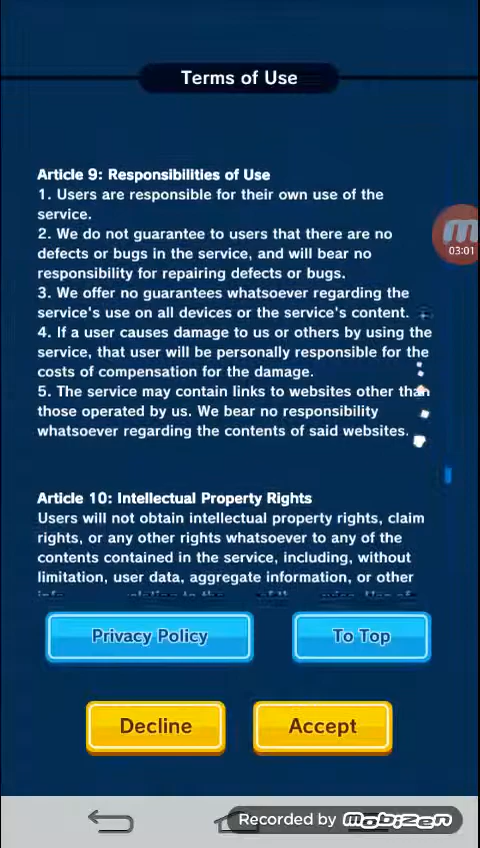 Terms of Use
Article 9: Responsibilities of Use
1. Users are responsible for their own use of the
service.
2. We do not guarantee to users that there are no
defects or bugs in the service, and will bear no
responsibility for repairing defects or bugs.
3. We offer no guarantees whatsoever regarding the
service's use on all devices or the service's content.
4. If a user causes damage to us or others by using the
service, that user will be personally responsible for the
costs of compensation for the damage.
5. The service may contain links to websites other than
those operated by us. We bear no responsibility
whatsoever regarding the contents of said websites.
03:01
Article 10: Intellectual Property Rights
Users will not obtain intellectual property rights, claim
rights, or any other rights whatsoever to any of the
contents contained in the service, including, without
limitation, user data, aggregate information, or other
Privacy Policy
To Top
Decline
Accept
Recorded by Mobizen